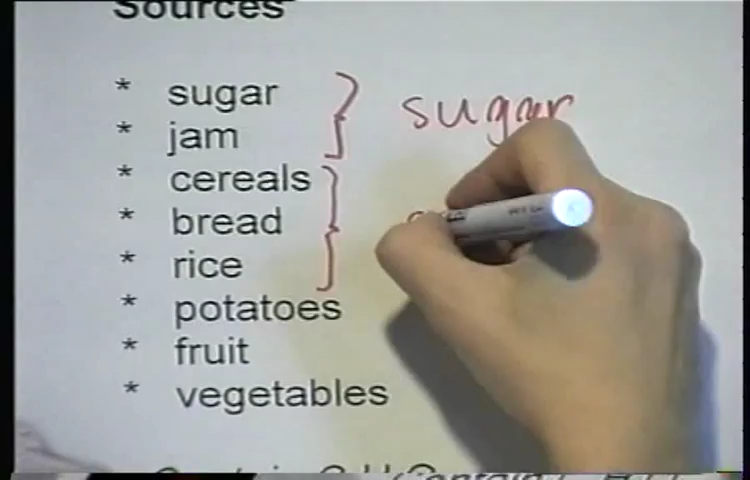 Sources
* sugar
* jam
sugar
* cereals
* bread
* rice
* potatoes
* fruit
* vegetables